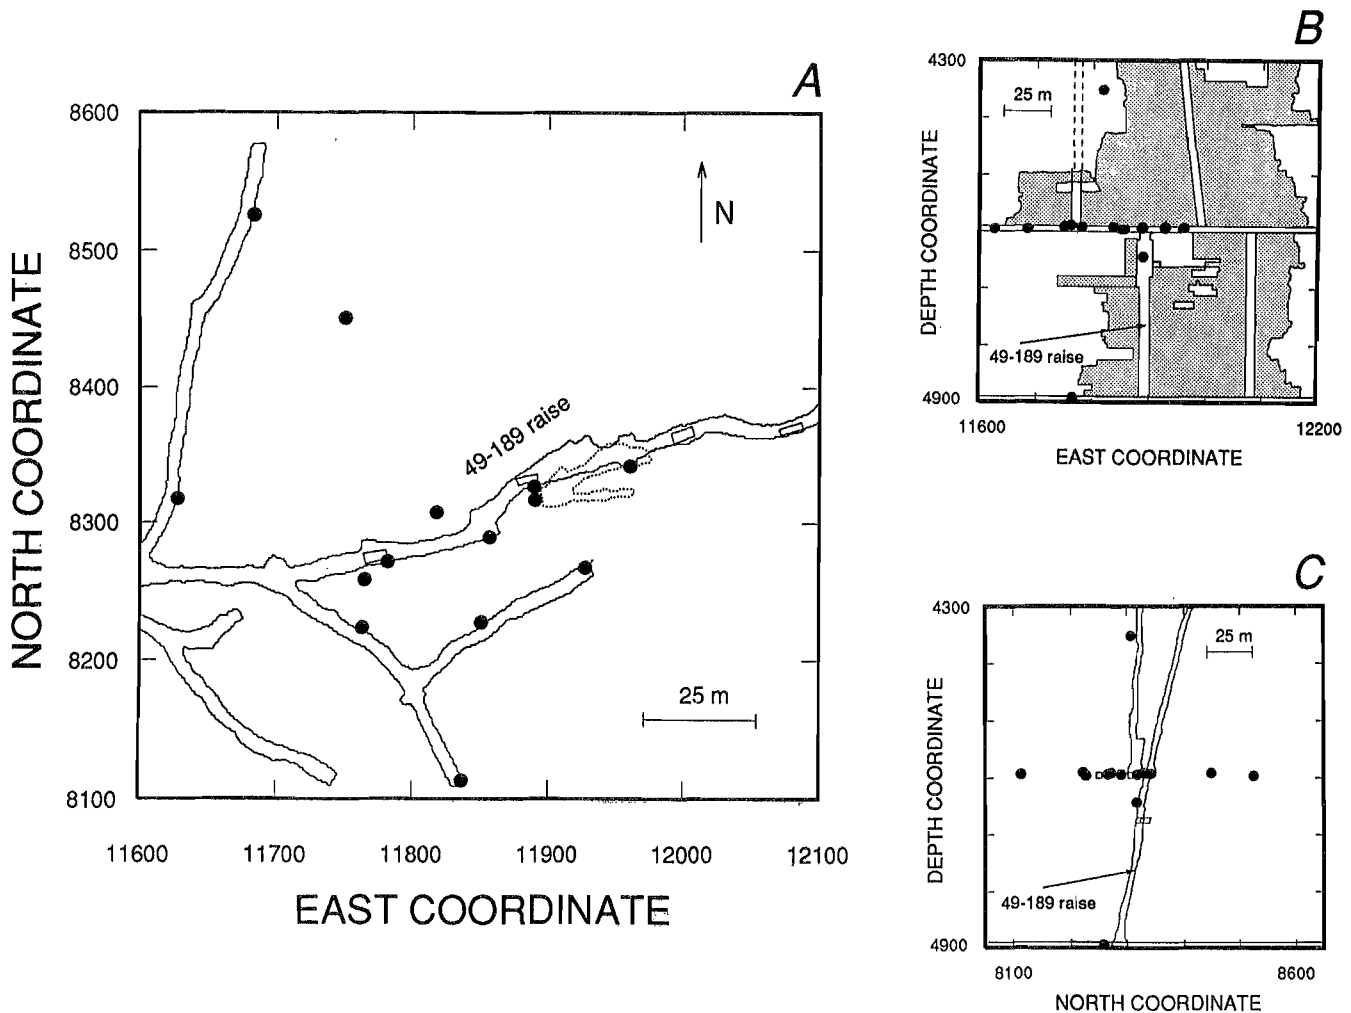 A
8600
8500
8400
8300
8200
8100
NORTH COORDINATE
N
49-189 raise
25 m
11600
11700
11800
11900
12000
12100
EAST COORDINATE
B
4300
25 m
DEPTH COORDINATE
49-189 raise
4900
11600
12200
EAST COORDINATE
C
4300
25 m
DEPTH COORDINATE
49-189 raise
4900
8100
8600
NORTH COORDINATE